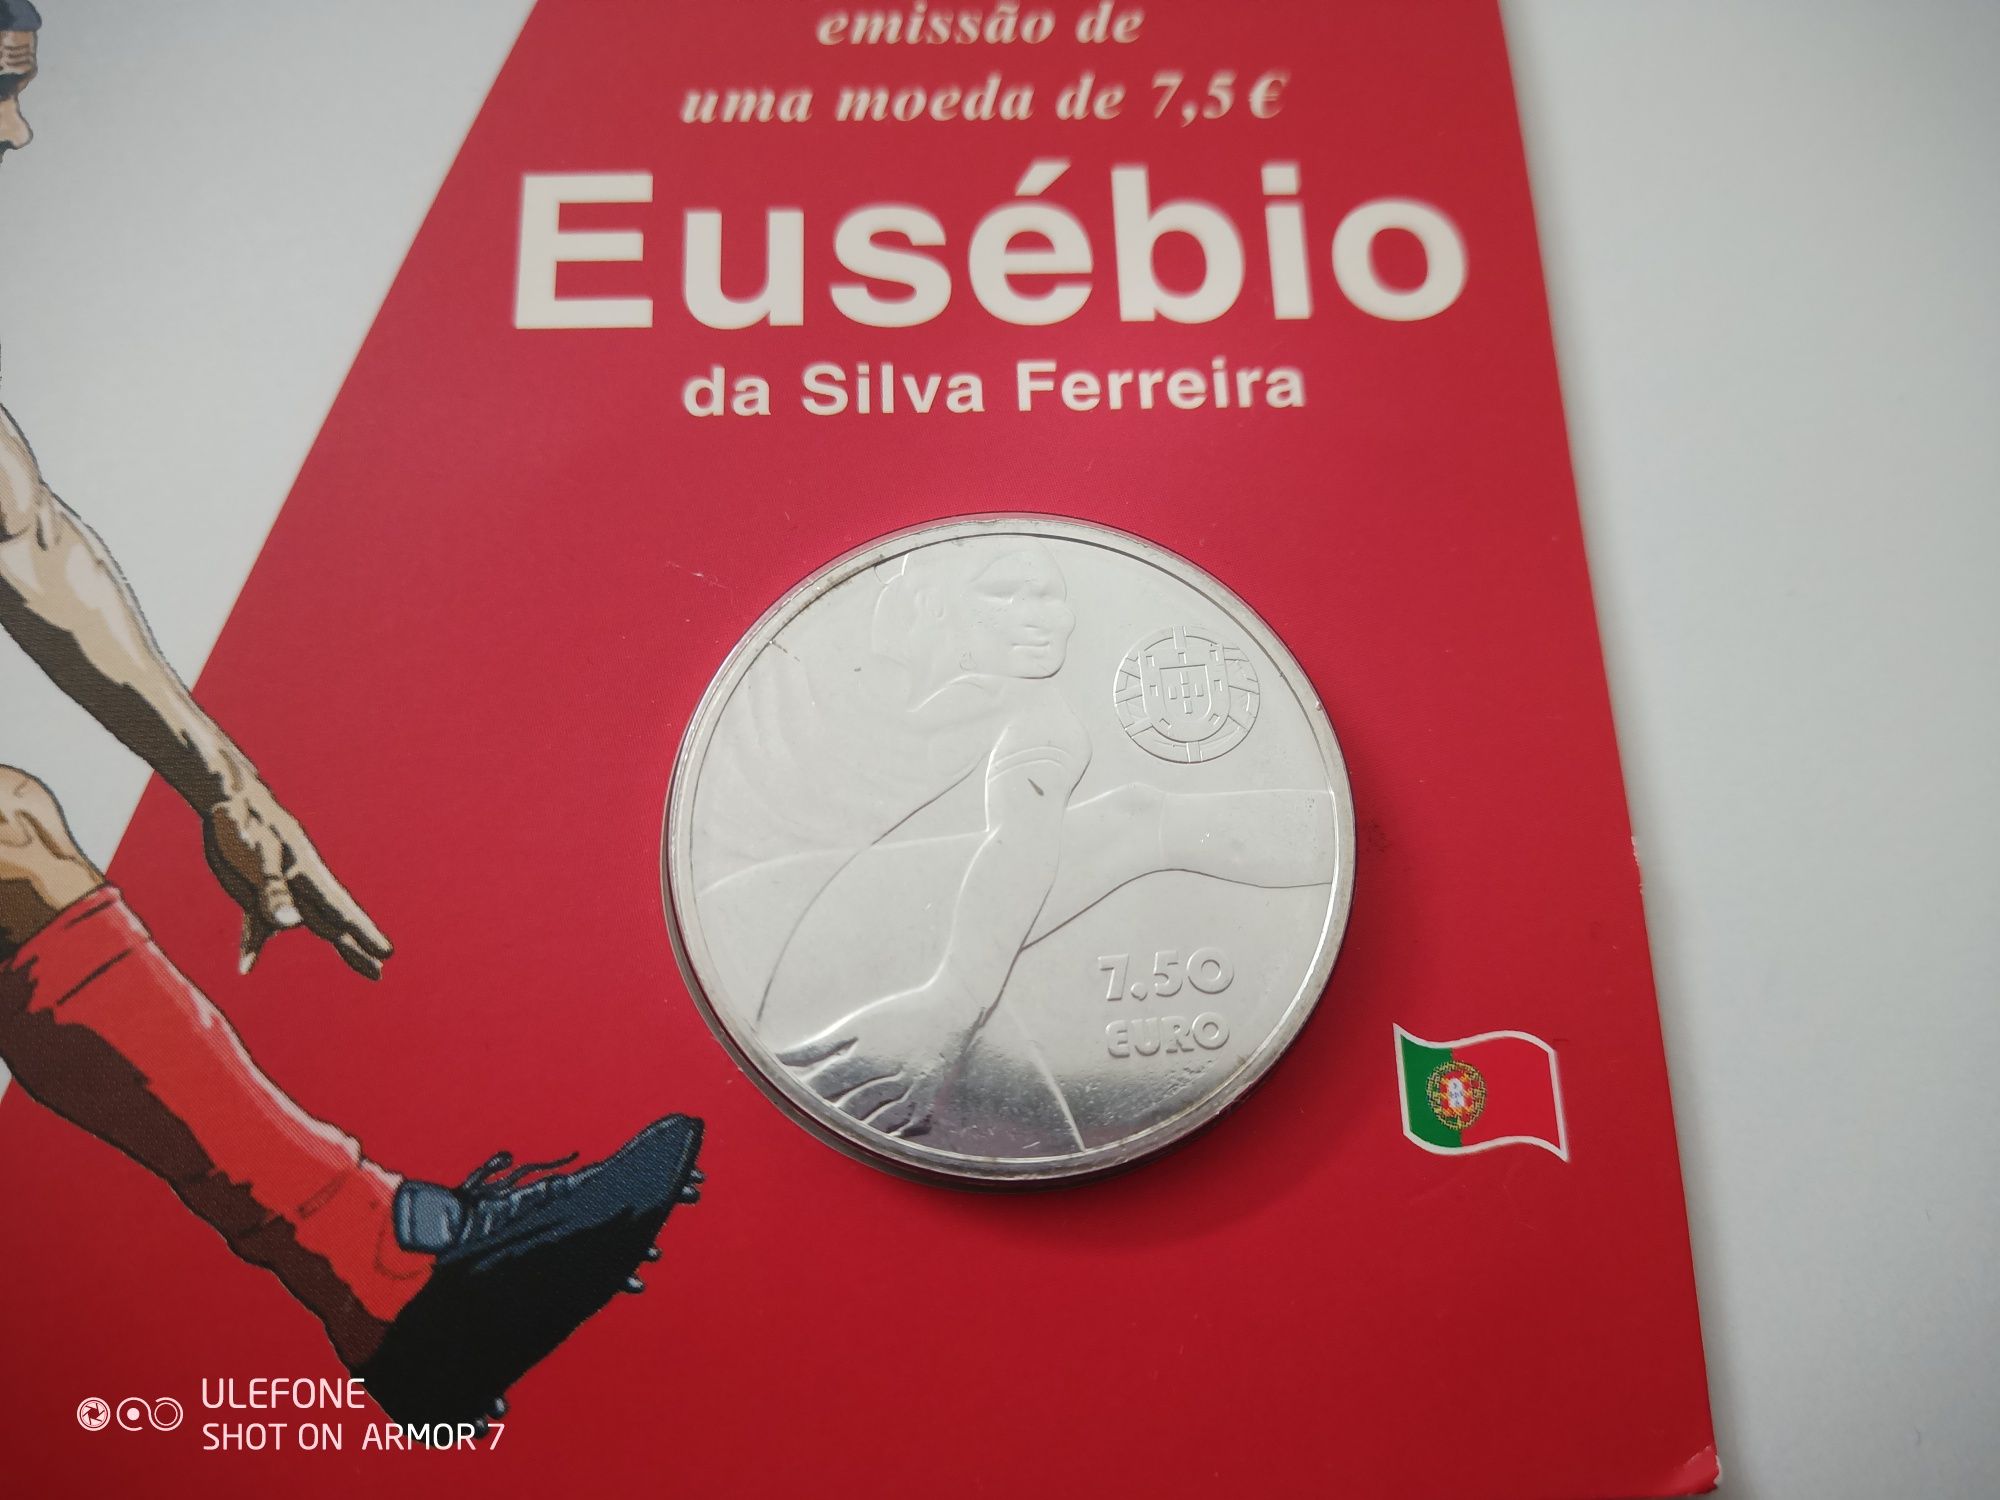 emissão de
uma moeda de 7,5 €
Eusébio
da Silva Ferreira
7.50
EURO
ULEFONE
SHOT ON ARMOR 7